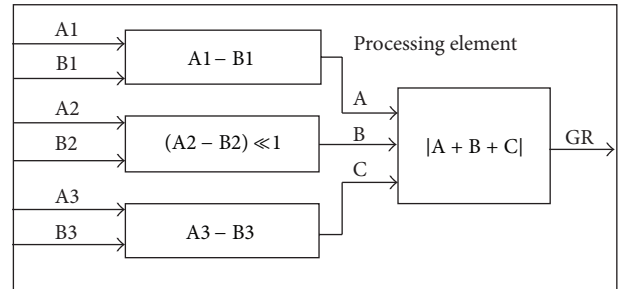 A1
B1
A1 – B1
Processing element
A2
B2
(A2 – B2) ≪1
A
B
C
|A + B + C|
GR
A3
B3
A3 – B3